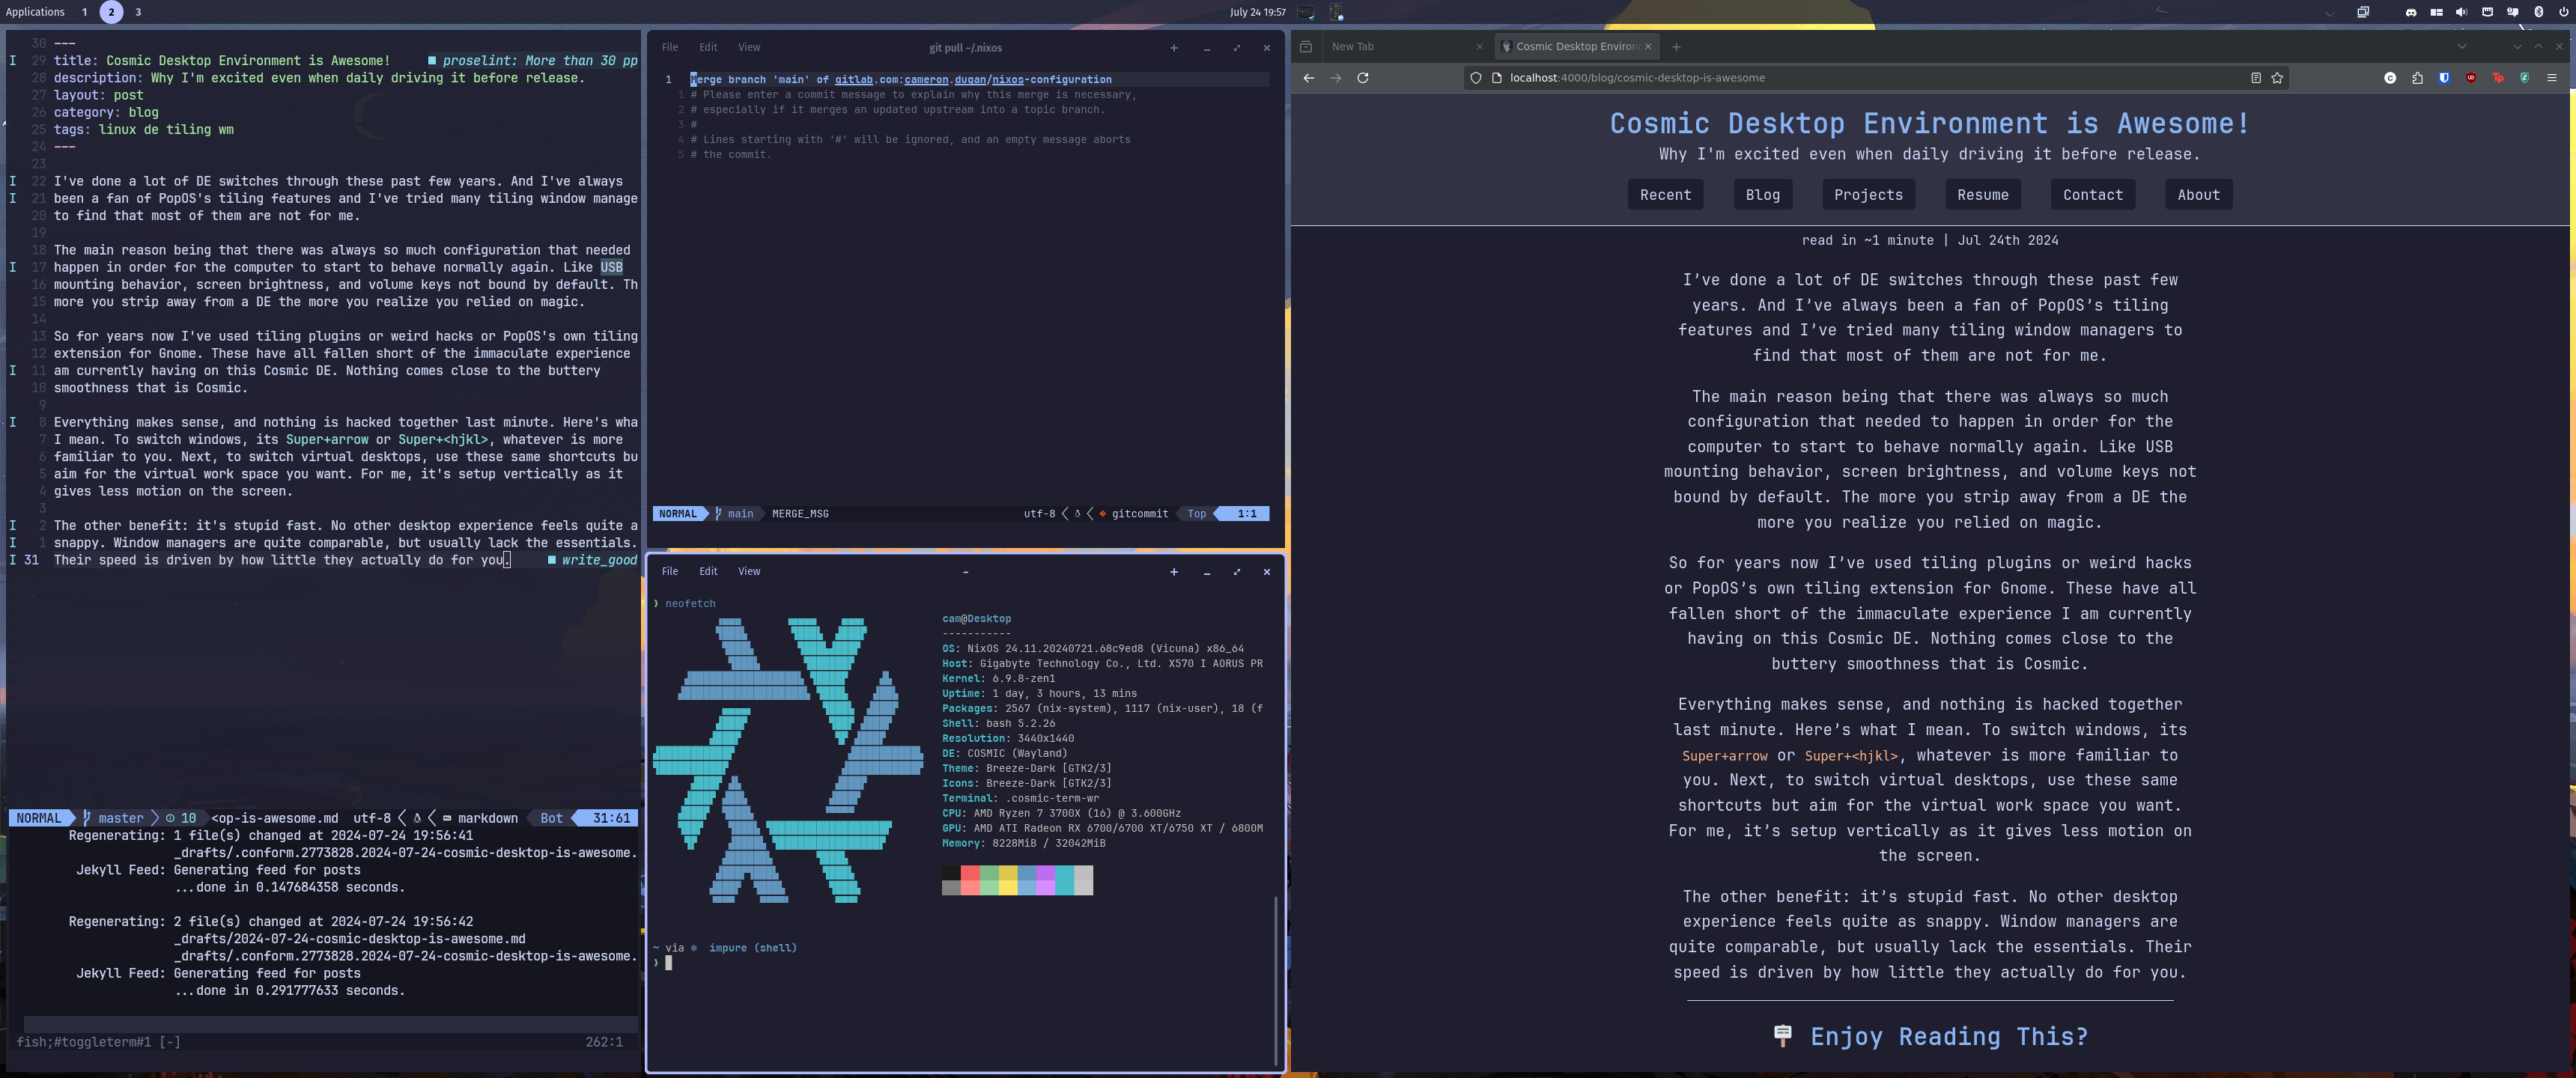 Applications 1 2 3
July 24 19:57
30 ---
I 29 title: Cosmic Desktop Environment is Awesome! ■ proselint: More than 30 pp
28 description: Why I'm excited even when daily driving it before release.
27 layout: post
26 category: blog
25 tags: linux de tiling wm
24 ---
23
I 22 I've done a lot of DE switches through these past few years. And I've always
I 21 been a fan of PopOS's tiling features and I've tried many tiling window manage
20 to find that most of them are not for me.
19
18 The main reason being that there was always so much configuration that needed
I 17 happen in order for the computer to start to behave normally again. Like USB
16 mounting behavior, screen brightness, and volume keys not bound by default. Th
15 more you strip away from a DE the more you realize you relied on magic.
14
13 So for years now I've used tiling plugins or weird hacks or PopOS's own tiling
12 extension for Gnome. These have all fallen short of the immaculate experience
I 11 am currently having on this Cosmic DE. Nothing comes close to the buttery
10 smoothness that is Cosmic.
9
I 8 Everything makes sense, and nothing is hacked together last minute. Here's wha
7 I mean. To switch windows, its Super+arrow or Super+<hjkl>, whatever is more
6 familiar to you. Next, to switch virtual desktops, use these same shortcuts bu
5 aim for the virtual work space you want. For me, it's setup vertically as it
4 gives less motion on the screen.
3
I 2 The other benefit: it's stupid fast. No other desktop experience feels quite a
I 1 snappy. Window managers are quite comparable, but usually lack the essentials.
I 31 Their speed is driven by how little they actually do for you. ■ write_good
NORMAL master 10 <op-is-awesome.md utf-8 markdown Bot 31:61
Regenerating: 1 file(s) changed at 2024-07-24 19:56:41
_drafts/.conform.2773828.2024-07-24-cosmic-desktop-is-awesome.
Jekyll Feed: Generating feed for posts
...done in 0.147684358 seconds.
Regenerating: 2 file(s) changed at 2024-07-24 19:56:42
_drafts/2024-07-24-cosmic-desktop-is-awesome.md
_drafts/.conform.2773828.2024-07-24-cosmic-desktop-is-awesome.
Jekyll Feed: Generating feed for posts
...done in 0.291777633 seconds.
fish;#toggleterm#1 [-] 262:1
File Edit View git pull ~/.nixos
1 Merge branch 'main' of gitlab.com:cameron.dugan/nixos-configuration
1 # Please enter a commit message to explain why this merge is necessary,
2 # especially if it merges an updated upstream into a topic branch.
3 #
4 # Lines starting with '#' will be ignored, and an empty message aborts
5 # the commit.
NORMAL main MERGE_MSG utf-8 gitcommit Top 1:1
File Edit View ~
❯ neofetch
cam@Desktop
-----------
OS: NixOS 24.11.20240721.68c9ed8 (Vicuna) x86_64
Host: Gigabyte Technology Co., Ltd. X570 I AORUS PR
Kernel: 6.9.8-zen1
Uptime: 1 day, 3 hours, 13 mins
Packages: 2567 (nix-system), 1117 (nix-user), 18 (f
Shell: bash 5.2.26
Resolution: 3440x1440
DE: COSMIC (Wayland)
Theme: Breeze-Dark [GTK2/3]
Icons: Breeze-Dark [GTK2/3]
Terminal: .cosmic-term-wr
CPU: AMD Ryzen 7 3700X (16) @ 3.600GHz
GPU: AMD ATI Radeon RX 6700/6700 XT/6750 XT / 6800M
Memory: 8228MiB / 32042MiB
~ via ❄ impure (shell)
❯
New Tab
Cosmic Desktop Environ
localhost:4000/blog/cosmic-desktop-is-awesome
Cosmic Desktop Environment is Awesome!
Why I'm excited even when daily driving it before release.
Recent Blog Projects Resume Contact About
read in ~1 minute | Jul 24th 2024
I’ve done a lot of DE switches through these past few
years. And I’ve always been a fan of PopOS’s tiling
features and I’ve tried many tiling window managers to
find that most of them are not for me.
The main reason being that there was always so much
configuration that needed to happen in order for the
computer to start to behave normally again. Like USB
mounting behavior, screen brightness, and volume keys not
bound by default. The more you strip away from a DE the
more you realize you relied on magic.
So for years now I’ve used tiling plugins or weird hacks
or PopOS’s own tiling extension for Gnome. These have all
fallen short of the immaculate experience I am currently
having on this Cosmic DE. Nothing comes close to the
buttery smoothness that is Cosmic.
Everything makes sense, and nothing is hacked together
last minute. Here’s what I mean. To switch windows, its
Super+arrow or Super+<hjkl>, whatever is more familiar to
you. Next, to switch virtual desktops, use these same
shortcuts but aim for the virtual work space you want.
For me, it’s setup vertically as it gives less motion on
the screen.
The other benefit: it’s stupid fast. No other desktop
experience feels quite as snappy. Window managers are
quite comparable, but usually lack the essentials. Their
speed is driven by how little they actually do for you.
Enjoy Reading This?